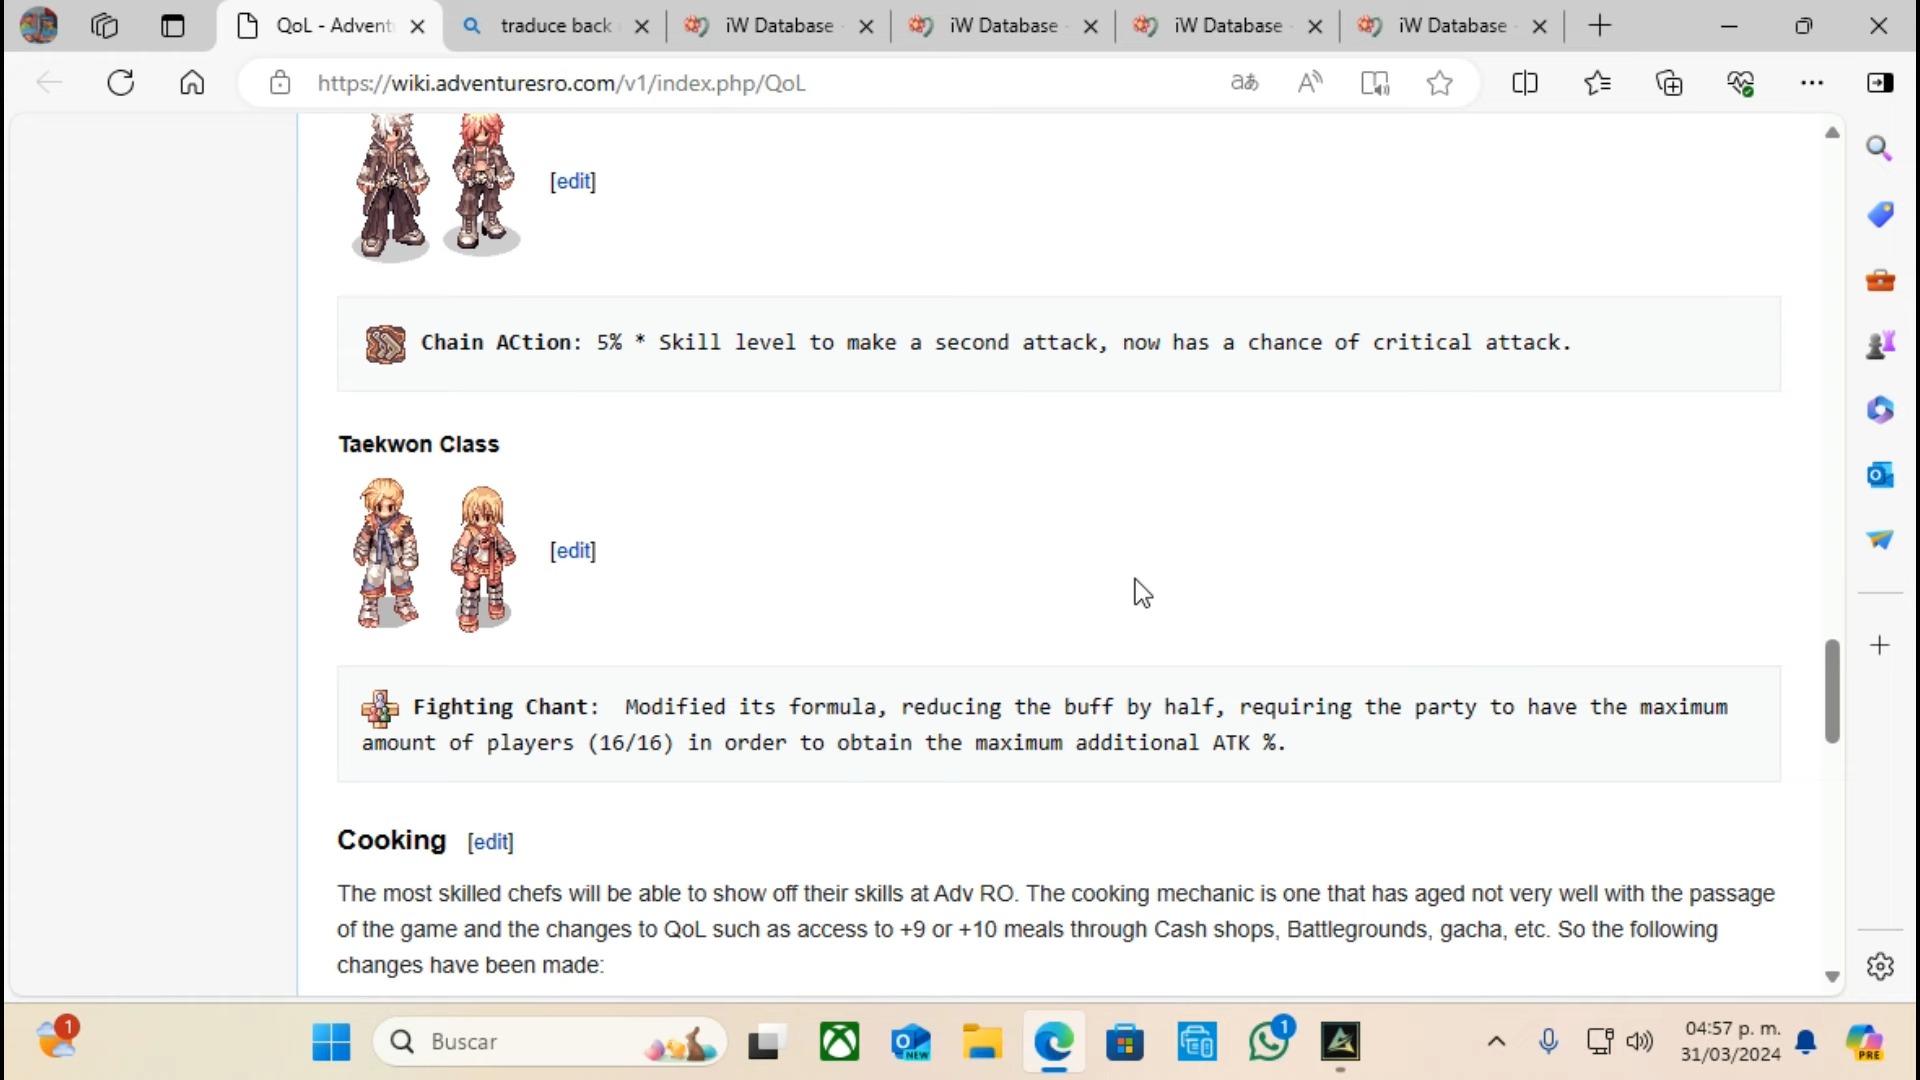 QoL - Advent
traduce back
iW Database
iW Database
iW Database
iW Database
https://wiki.adventuresro.com/v1/index.php/QoL
aあ
[edit]
Chain ACtion: 5% * Skill level to make a second attack, now has a chance of critical attack.
Taekwon Class
[edit]
Fighting Chant: Modified its formula, reducing the buff by half, requiring the party to have the maximum
amount of players (16/16) in order to obtain the maximum additional ATK %.
Cooking [edit]
The most skilled chefs will be able to show off their skills at Adv RO. The cooking mechanic is one that has aged not very well with the passage
of the game and the changes to QoL such as access to +9 or +10 meals through Cash shops, Battlegrounds, gacha, etc. So the following
changes have been made:
1
Buscar
NEW
1
04:57 p. m.
31/03/2024
PRE